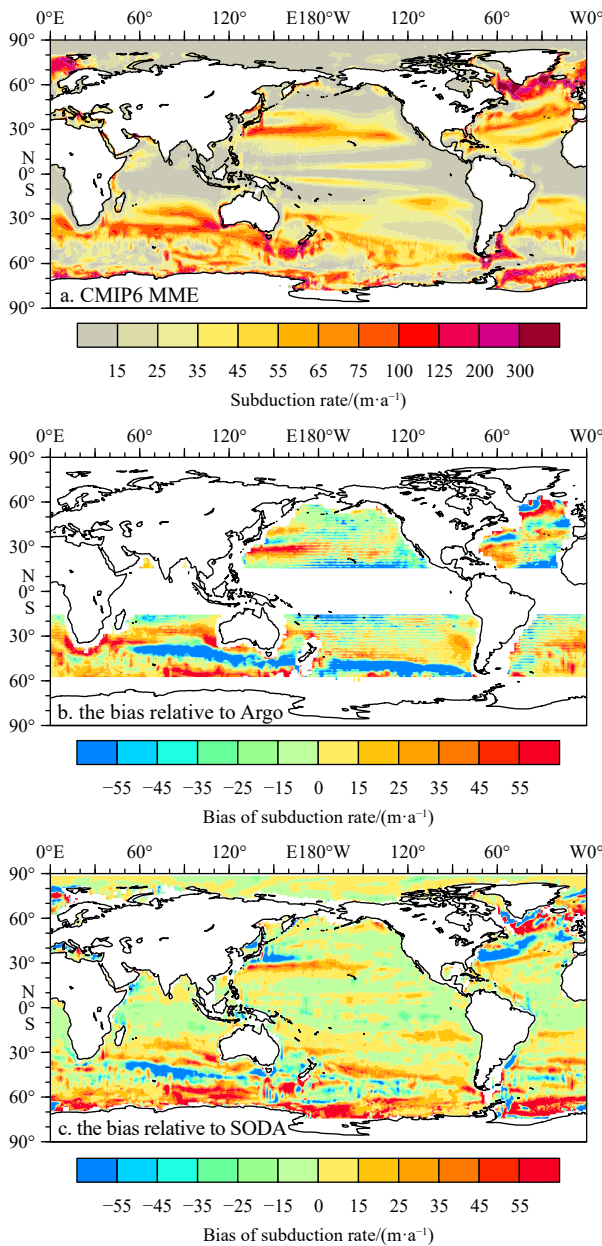 0°E 60° 120° E180°W 120° 60° W0°
90°
60°
30°
N
0°
S
30°
60°
90°
a. CMIP6 MME
15 25 35 45 55 65 75 100 125 200 300
Subduction rate/(m·a⁻¹)
0°E 60° 120° E180°W 120° 60° W0°
90°
60°
30°
N
0°
S
30°
60°
90°
b. the bias relative to Argo
−55 −45 −35 −25 −15 0 15 25 35 45 55
Bias of subduction rate/(m·a⁻¹)
0°E 60° 120° E180°W 120° 60° W0°
90°
60°
30°
N
0°
S
30°
60°
90°
c. the bias relative to SODA
−55 −45 −35 −25 −15 0 15 25 35 45 55
Bias of subduction rate/(m·a⁻¹)